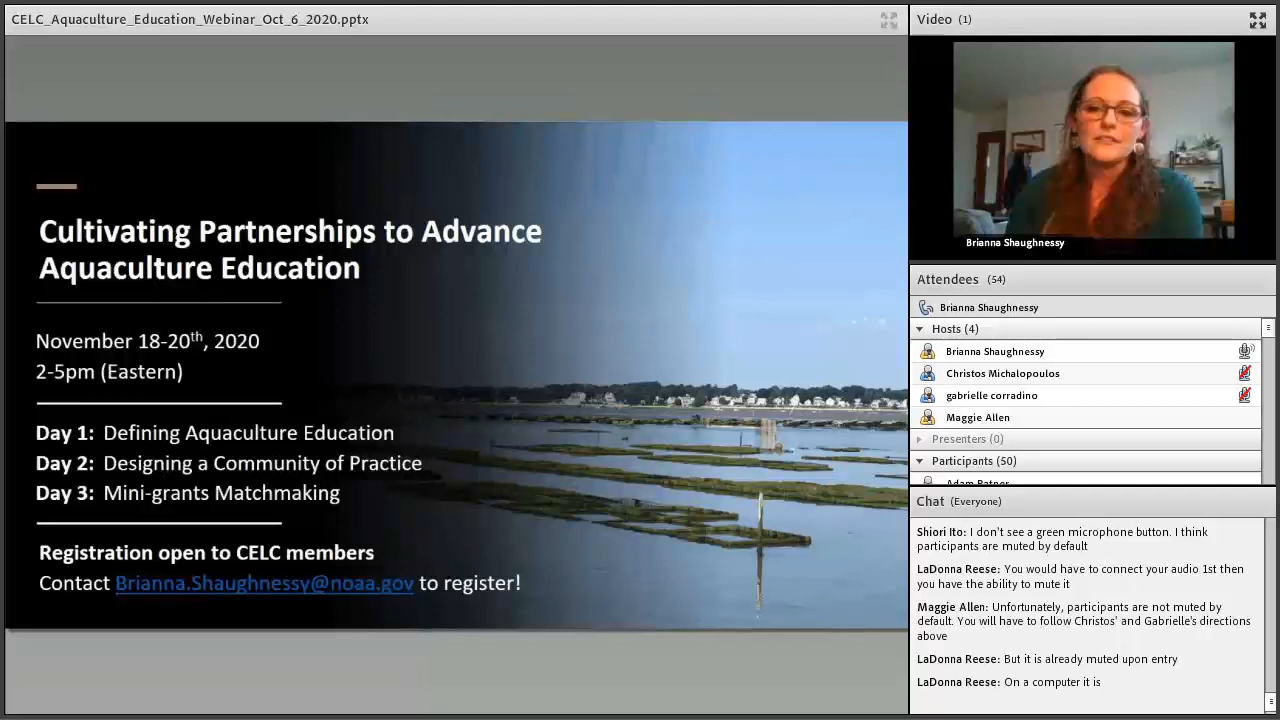 CELC_Aquaculture_Education_Webinar_Oct_6_2020.pptx
Cultivating Partnerships to Advance
Aquaculture Education
November 18-20th, 2020
2-5pm (Eastern)
Day 1: Defining Aquaculture Education
Day 2: Designing a Community of Practice
Day 3: Mini-grants Matchmaking
Registration open to CELC members
Contact Brianna.Shaughnessy@noaa.gov to register!
Video (1)
Brianna Shaughnessy
Attendees (54)
Brianna Shaughnessy
Hosts (4)
Brianna Shaughnessy
Christos Michalopoulos
gabrielle corradino
Maggie Allen
Presenters (0)
Participants (50)
Chat (Everyone)
Shiori Ito: I don't see a green microphone button. I think
participants are muted by default
LaDonna Reese: You would have to connect your audio 1st then
you have the ability to mute it
Maggie Allen: Unfortunately, participants are not muted by
default. You will have to follow Christos' and Gabrielle's directions
above
LaDonna Reese: But it is already muted upon entry
LaDonna Reese: On a computer it is